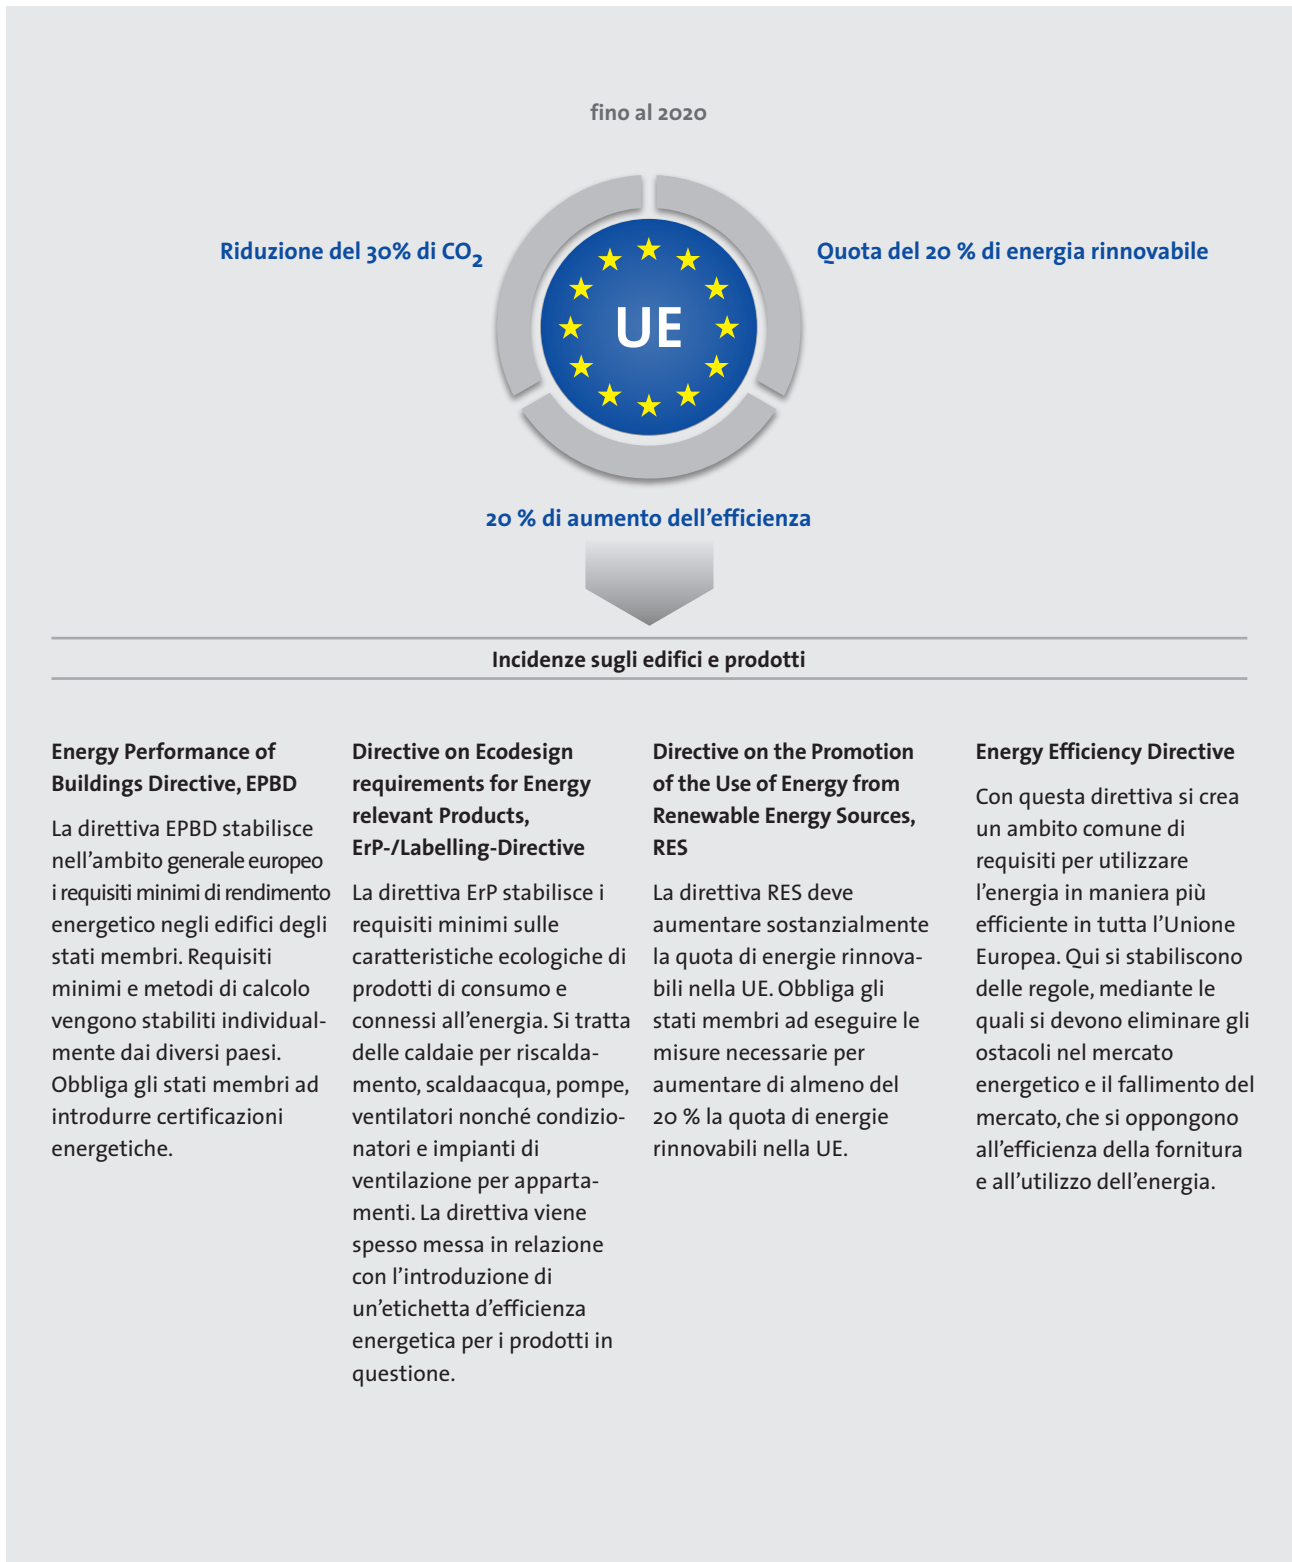 fino al 2020
Riduzione del 30% di CO₂
Quota del 20 % di energia rinnovabile
UE
20 % di aumento dell’efficienza
Incidenze sugli edifici e prodotti
Energy Performance of
Buildings Directive, EPBD
La direttiva EPBD stabilisce
nell’ambito generale europeo
i requisiti minimi di rendimento
energetico negli edifici degli
stati membri. Requisiti
minimi e metodi di calcolo
vengono stabiliti individual-
mente dai diversi paesi.
Obbliga gli stati membri ad
introdurre certificazioni
energetiche.
Directive on Ecodesign
requirements for Energy
relevant Products,
ErP-/Labelling-Directive
La direttiva ErP stabilisce i
requisiti minimi sulle
caratteristiche ecologiche di
prodotti di consumo e
connessi all’energia. Si tratta
delle caldaie per riscalda-
mento, scaldaacqua, pompe,
ventilatori nonché condizio-
natori e impianti di
ventilazione per apparta-
menti. La direttiva viene
spesso messa in relazione
con l’introduzione di
un’etichetta d’efficienza
energetica per i prodotti in
questione.
Directive on the Promotion
of the Use of Energy from
Renewable Energy Sources,
RES
La direttiva RES deve
aumentare sostanzialmente
la quota di energie rinnova-
bili nella UE. Obbliga gli
stati membri ad eseguire le
misure necessarie per
aumentare di almeno del
20 % la quota di energie
rinnovabili nella UE.
Energy Efficiency Directive
Con questa direttiva si crea
un ambito comune di
requisiti per utilizzare
l’energia in maniera più
efficiente in tutta l’Unione
Europea. Qui si stabiliscono
delle regole, mediante le
quali si devono eliminare gli
ostacoli nel mercato
energetico e il fallimento del
mercato, che si oppongono
all’efficienza della fornitura
e all’utilizzo dell’energia.